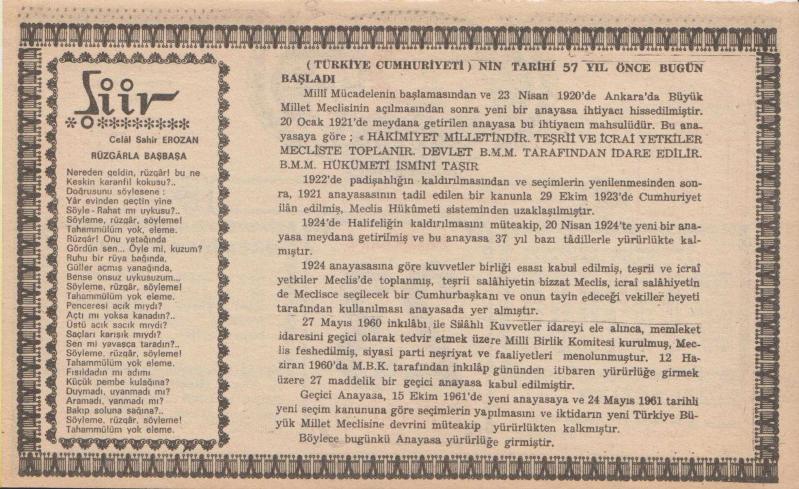 Şiir
Celâl Sahir EROZAN
RÜZGÂRLA BAŞBAŞA
Nereden geldin, rüzgâr! bu ne
Keskin karanfil kokusu?..
Doğrusunu söylesene :
Yâr evinden geçtin yine
Söyle - Rahat mı uykusu?..
Söyleme, rüzgâr, söyleme!
Tahammülüm yok, eleme.
Rüzgâr! Onu yatağında
Gördün sen... Öyle mi, kuzum?
Ruhu bir rüya bağında,
Güller açmış yanağında,
Bense onsuz uykusuzum...
Söyleme, rüzgâr, söyleme!
Tahammülüm yok eleme.
Penceresi acık mıydı?
Açtı mı yoksa kanadın?..
Üstü acık sacık mıydı?
Saçları karışık mıydı?
Sen mi yavaşça taradın?..
Söyleme, rüzgâr, söyleme!
Tahammülüm yok eleme.
Fısıldadın mı adımı
Küçük pembe kulağına?
Duymadı, uyanmadı mı?
Aramadı, yanmadı mı?
Bakıp soluna sağına?..
Söyleme, rüzgâr, söyleme!
Tahammülüm yok eleme.
( TÜRKİYE CUMHURİYETİ ) NİN TARİHİ 57 YIL ÖNCE BUGÜN
BAŞLADI
Millî Mücadelenin başlamasından ve 23 Nisan 1920'de Ankara'da Büyük
Millet Meclisinin açılmasından sonra yeni bir anayasa ihtiyacı hissedilmiştir.
20 Ocak 1921'de meydana getirilen anayasa bu ihtiyacın mahsulüdür. Bu ana-
yasaya göre ; « HÂKİMİYET MİLLETİNDİR. TEŞRİİ VE İCRAİ YETKİLER
MECLİSTE TOPLANIR. DEVLET B.M.M. TARAFINDAN İDARE EDİLİR.
B.M.M. HÜKÜMETİ İSMİNİ TAŞIR
1922'de padişahlığın kaldırılmasından ve seçimlerin yenilenmesinden son-
ra, 1921 anayasasının tadil edilen bir kanunla 29 Ekim 1923'de Cumhuriyet
ilân edilmiş, Meclis Hükûmeti sisteminden uzaklaşılmıştır.
1924'de Halifeliğin kaldırılmasını müteakip, 20 Nisan 1924'te yeni bir ana-
yasa meydana getirilmiş ve bu anayasa 37 yıl bazı tâdillerle yürürlükte kal-
mıştır.
1924 anayasasına göre kuvvetler birliği esası kabul edilmiş, teşrii ve icraî
yetkiler Meclis'de toplanmış, teşrii salâhiyetin bizzat Meclis, icraî salâhiyetin
de Meclisce seçilecek bir Cumhurbaşkanı ve onun tayin edeceği vekiller heyeti
tarafından kullanılması anayasada yer almıştır.
27 Mayıs 1960 inkılâbı ile Silâhlı Kuvvetler idareyi ele alınca, memleket
idaresini geçici olarak tedvir etmek üzere Millî Birlik Komitesi kurulmuş, Mec-
lis feshedilmiş, siyasi parti neşriyat ve faaliyetleri menolunmuştur. 12 Ha-
ziran 1960'da M.B.K. tarafından inkılâp gününden itibaren yürürlüğe girmek
üzere 27 maddelik bir geçici anayasa kabul edilmiştir.
Geçici Anayasa, 15 Ekim 1961'de yeni anayasaya ve 24 Mayıs 1961 tarihli
yeni seçim kanununa göre seçimlerin yapılmasını ve iktidarın yeni Türkiye Bü-
yük Millet Meclisine devrini müteakip yürürlükten kalkmıştır.
Böylece bugünkü Anayasa yürürlüğe girmiştir.